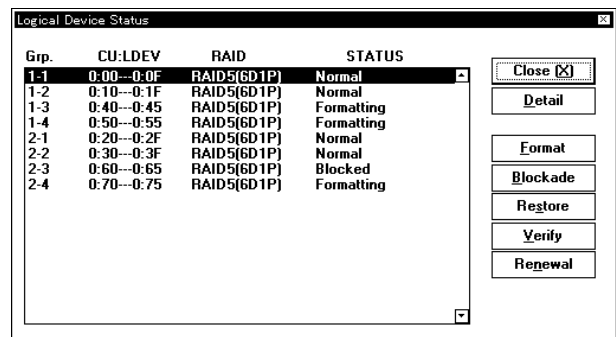 Logical Device Status
Grp. CU:LDEV RAID STATUS
1-1 0:00---0:0F RAID5(6D1P) Normal
1-2 0:10---0:1F RAID5(6D1P) Normal
1-3 0:40---0:45 RAID5(6D1P) Formatting
1-4 0:50---0:55 RAID5(6D1P) Formatting
2-1 0:20---0:2F RAID5(6D1P) Normal
2-2 0:30---0:3F RAID5(6D1P) Normal
2-3 0:60---0:65 RAID5(6D1P) Blocked
2-4 0:70---0:75 RAID5(6D1P) Formatting
Close (X)
Detail
Format
Blockade
Restore
Verify
Renewal